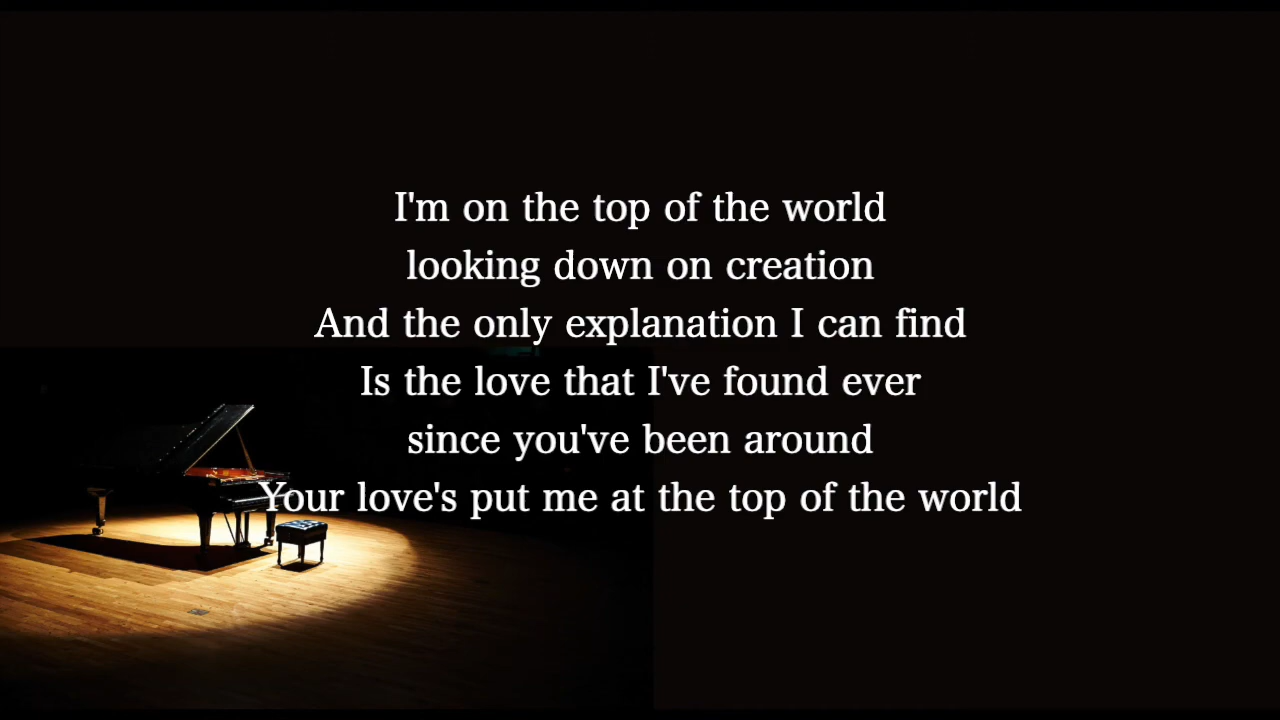 I'm on the top of the world
looking down on creation
And the only explanation I can find
Is the love that I've found ever
since you've been around
Your love's put me at the top of the world